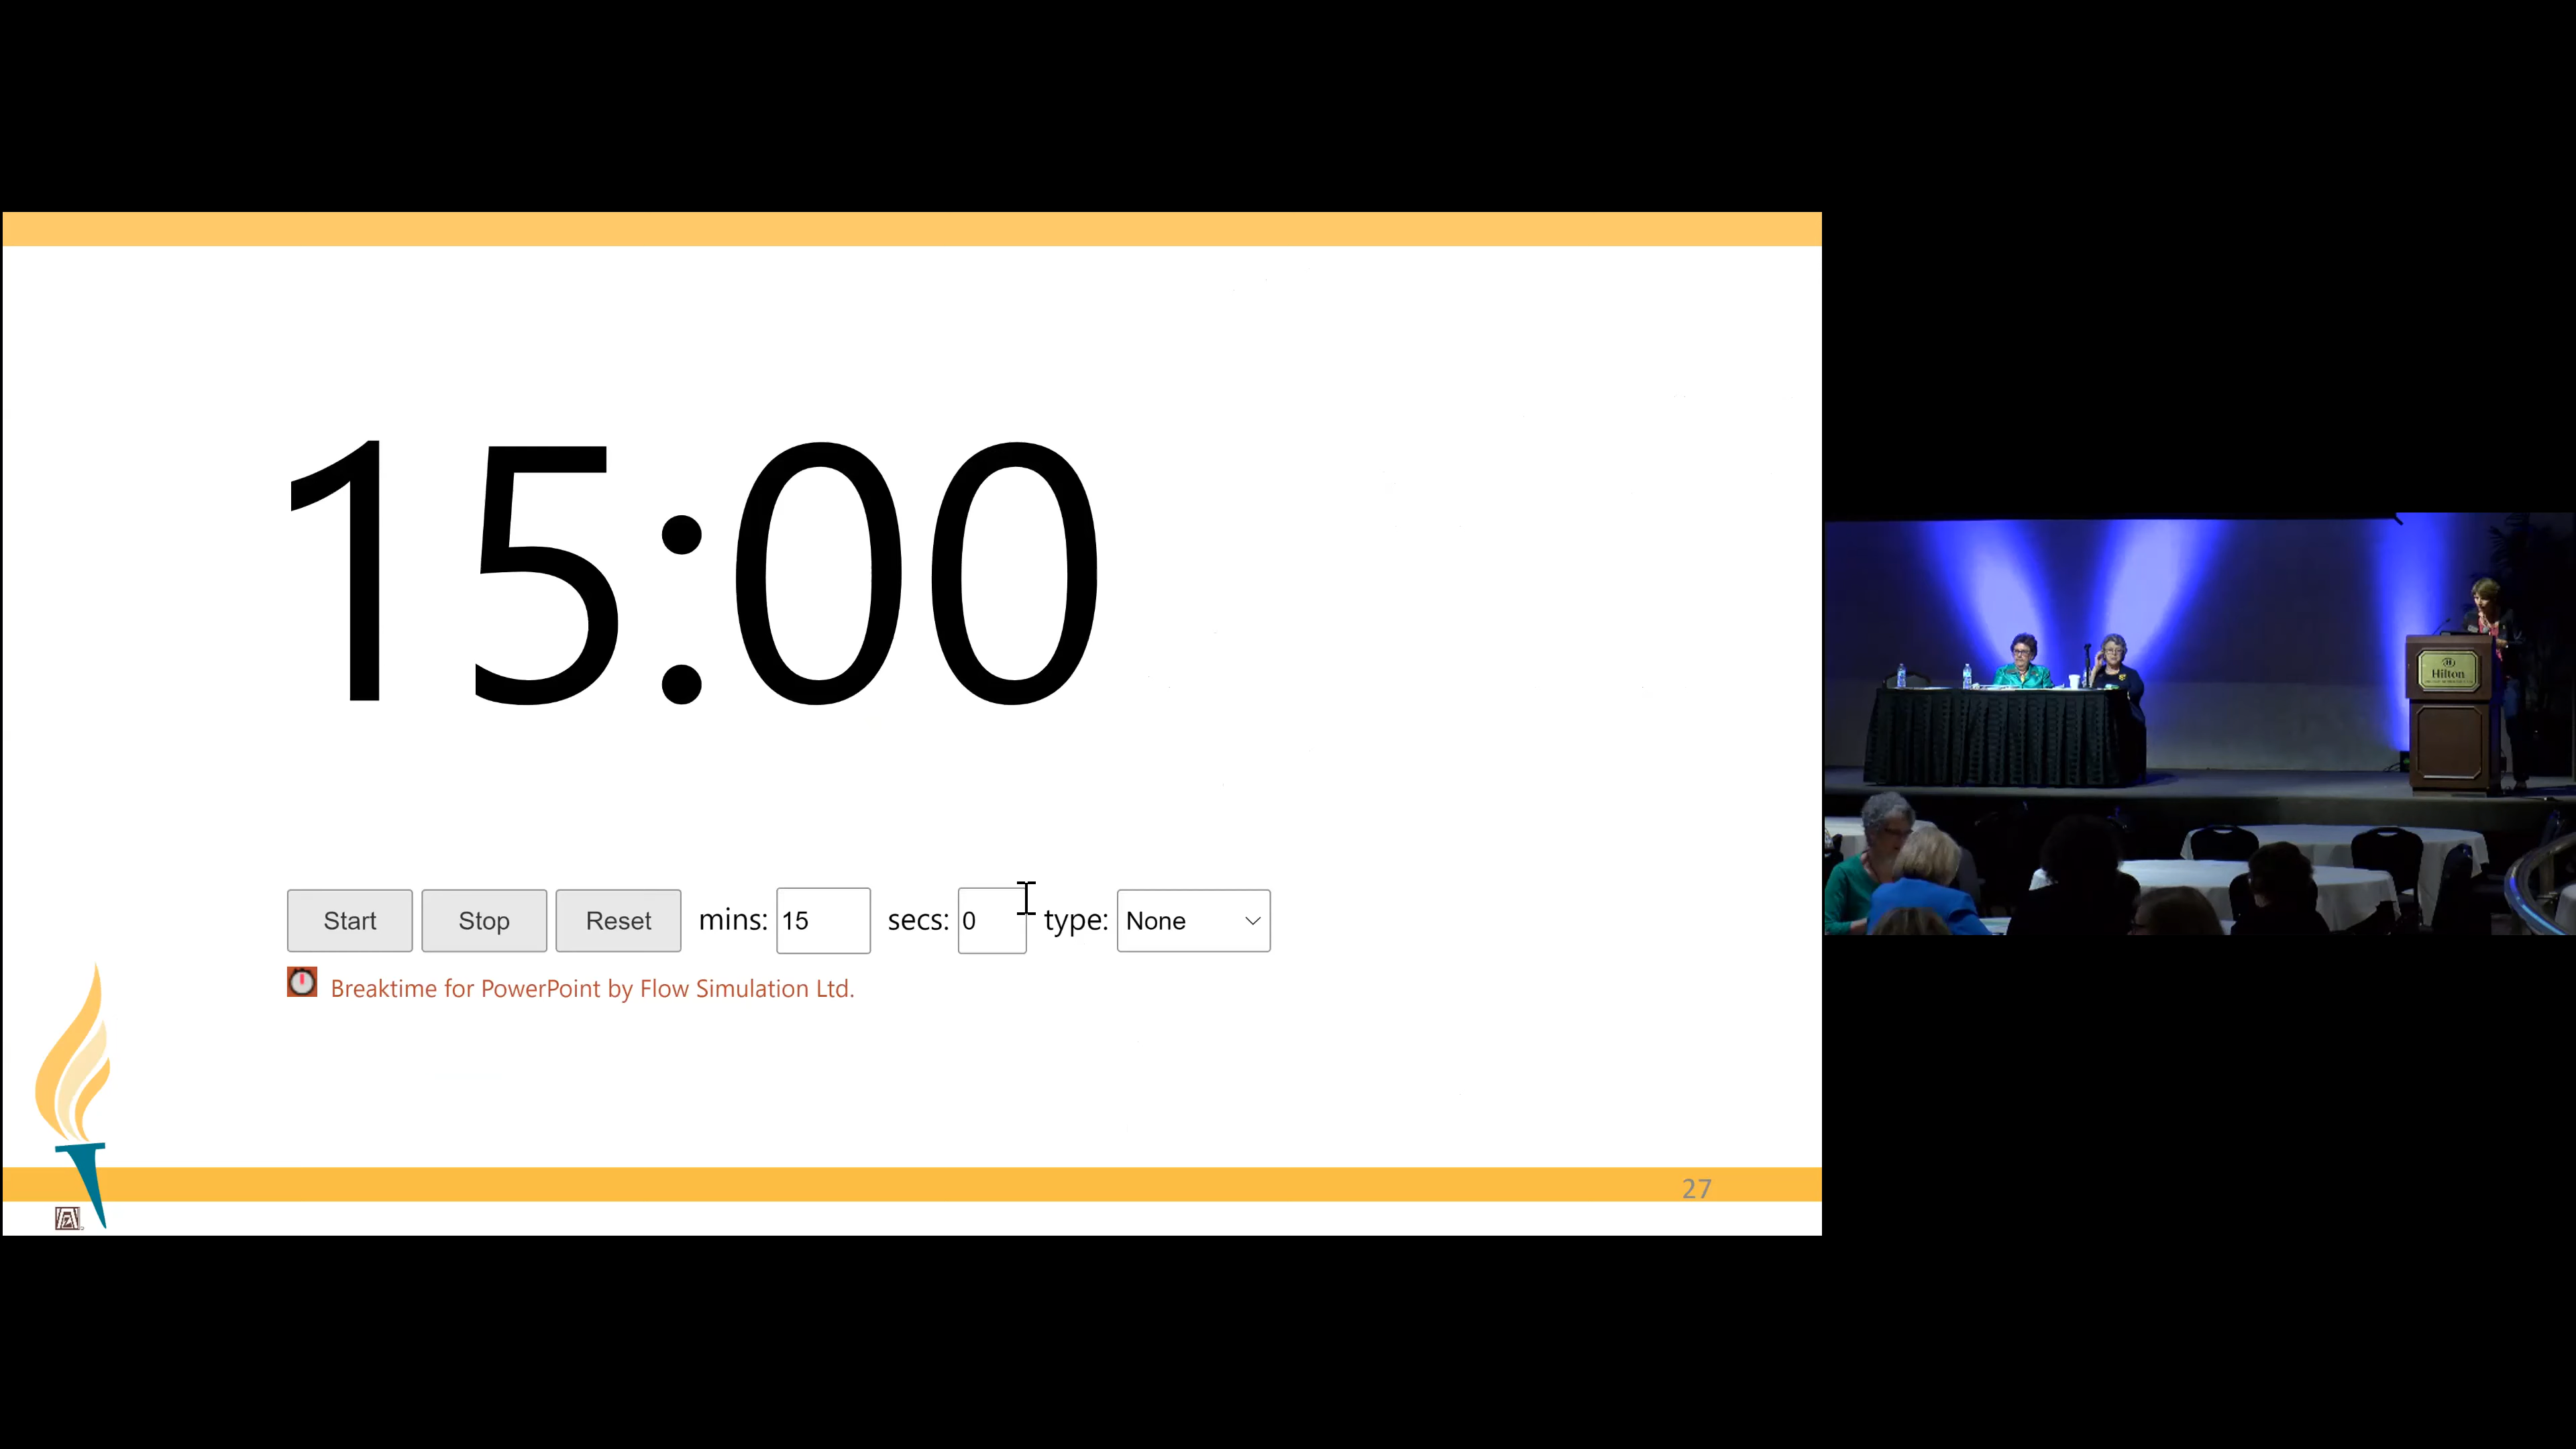 15:00
Start Stop Reset mins: 15 secs: 0 type: None
Breaktime for PowerPoint by Flow Simulation Ltd.
27
Hilton